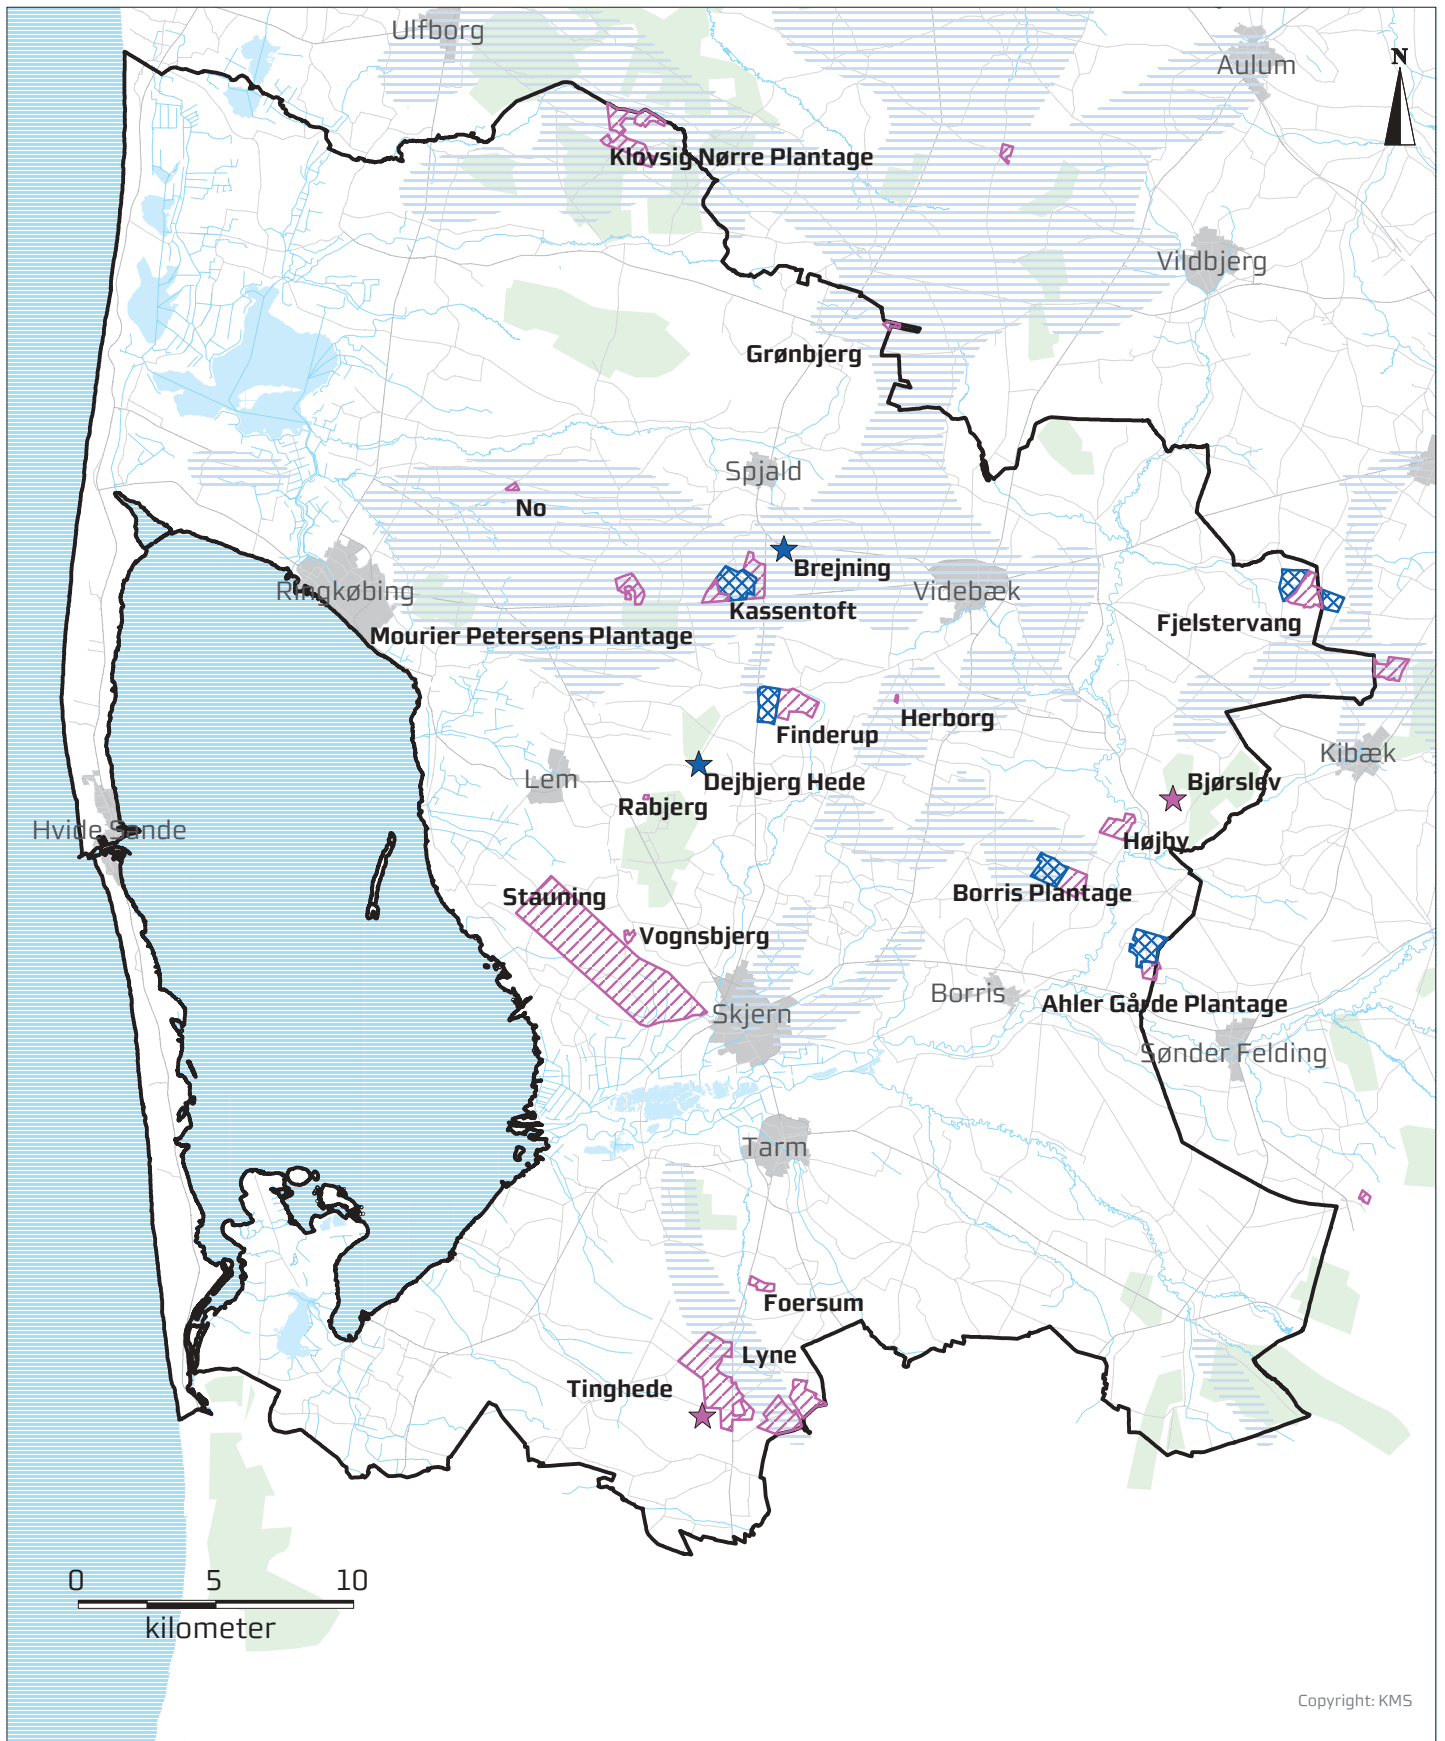 Ulfborg
Aulum
N
Klovsig Nørre Plantage
Vildbjerg
Grønbjerg
Spjald
No
Brejning
Ringkøbing
Videbæk
Kassentoft
Fjelstervang
Mourier Petersens Plantage
Herborg
Finderup
Kibæk
Lem
Dejbjerg Hede
Bjørslev
Rabjerg
Hvide Sande
Højby
Stauning
Borris Plantage
Vognsbjerg
Borris
Ahler Gårde Plantage
Skjern
Sønder Felding
Tarm
Foersum
Lyne
Tinghede
0 5 10
kilometer
Copyright: KMS